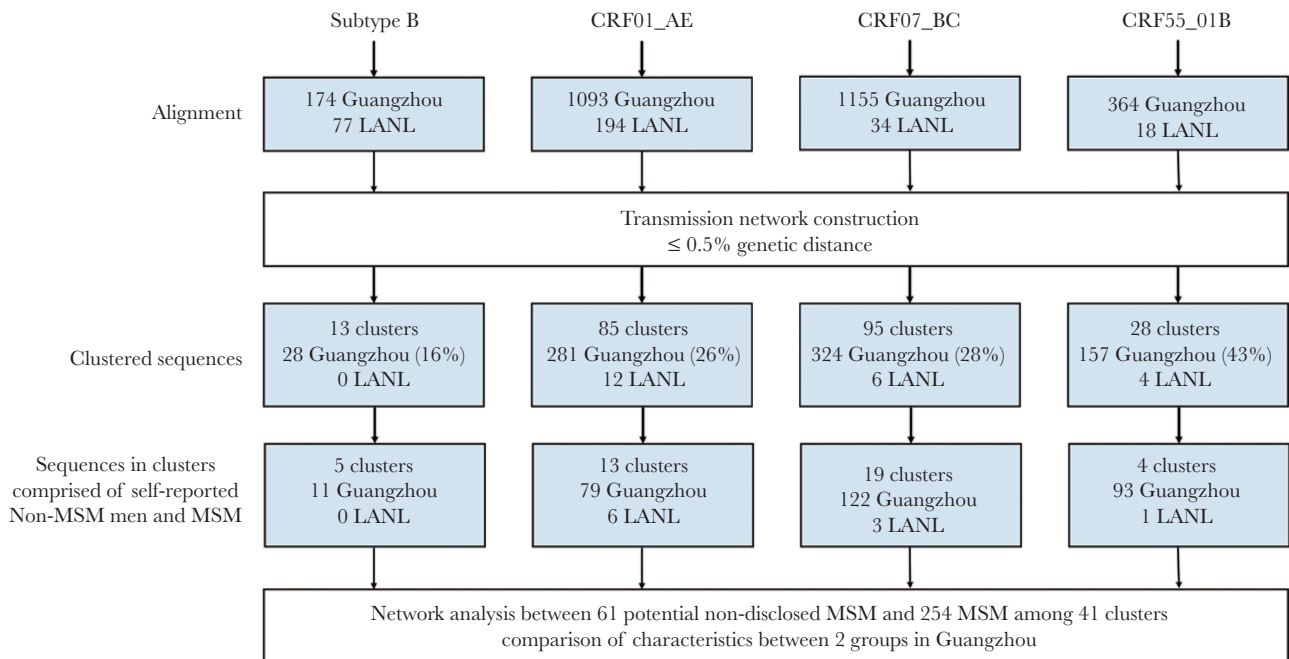 Subtype B
CRF01_AE
CRF07_BC
CRF55_01B
Alignment
174 Guangzhou
77 LANL
1093 Guangzhou
194 LANL
1155 Guangzhou
34 LANL
364 Guangzhou
18 LANL
Transmission network construction
≤ 0.5% genetic distance
Clustered sequences
13 clusters
28 Guangzhou (16%)
0 LANL
85 clusters
281 Guangzhou (26%)
12 LANL
95 clusters
324 Guangzhou (28%)
6 LANL
28 clusters
157 Guangzhou (43%)
4 LANL
Sequences in clusters
comprised of self-reported
Non-MSM men and MSM
5 clusters
11 Guangzhou
0 LANL
13 clusters
79 Guangzhou
6 LANL
19 clusters
122 Guangzhou
3 LANL
4 clusters
93 Guangzhou
1 LANL
Network analysis between 61 potential non-disclosed MSM and 254 MSM among 41 clusters
comparison of characteristics between 2 groups in Guangzhou